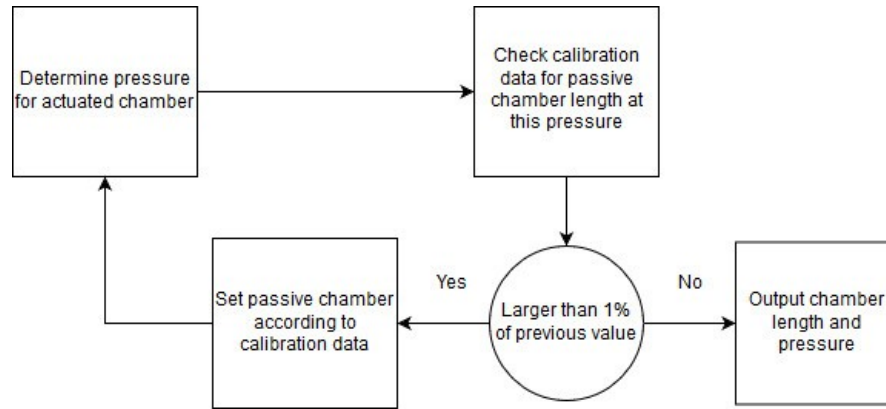 Determine pressure
for actuated chamber
Check calibration
data for passive
chamber length at
this pressure
Yes
No
Set passive chamber
according to
calibration data
Larger than 1%
of previous value
Output chamber
length and
pressure